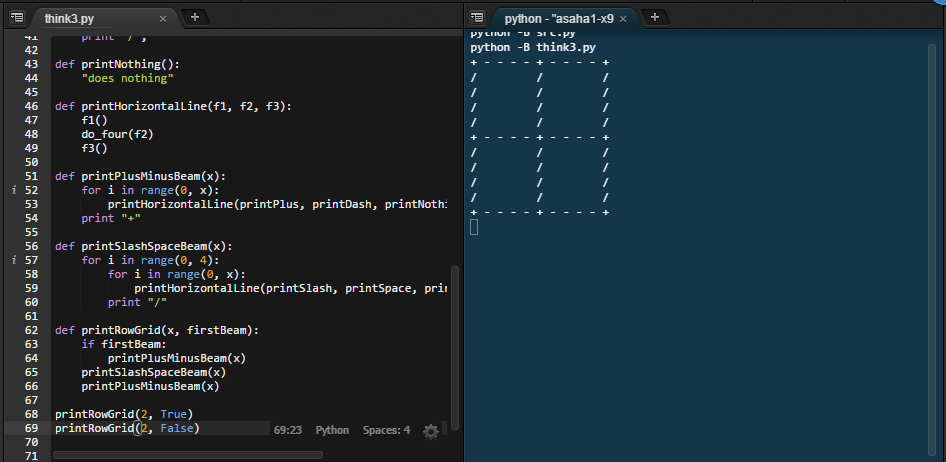 think3.py
41 print "/",
42
43 def printNothing():
44 "does nothing"
45
46 def printHorizontalLine(f1, f2, f3):
47 f1()
48 do_four(f2)
49 f3()
50
51 def printPlusMinusBeam(x):
i 52 for i in range(0, x):
53 printHorizontalLine(printPlus, printDash, printNothi
54 print "+"
55
56 def printSlashSpaceBeam(x):
i 57 for i in range(0, 4):
58 for i in range(0, x):
59 printHorizontalLine(printSlash, printSpace, prin
60 print "/"
61
62 def printRowGrid(x, firstBeam):
63 if firstBeam:
64 printPlusMinusBeam(x)
65 printSlashSpaceBeam(x)
66 printPlusMinusBeam(x)
67
68 printRowGrid(2, True)
69 printRowGrid(2, False)
70
71
69:23 Python Spaces: 4
python - "asaha1-x9
python -B src.py
python -B think3.py
+ - - - - + - - - - +
/ / /
/ / /
/ / /
/ / /
+ - - - - + - - - - +
/ / /
/ / /
/ / /
/ / /
+ - - - - + - - - - +